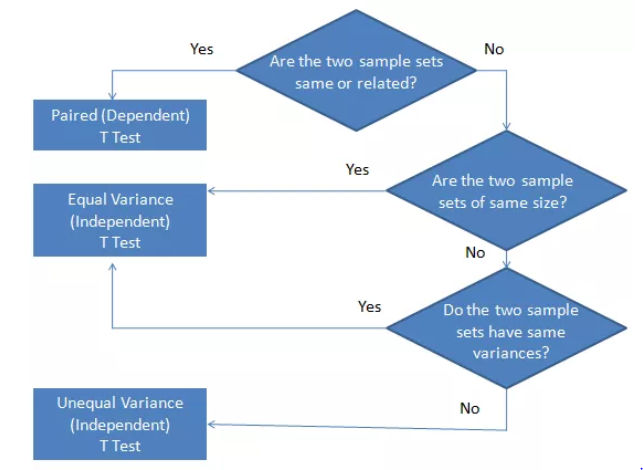 Yes
No
Are the two sample sets
same or related?
Paired (Dependent)
T Test
Yes
Are the two sample
sets of same size?
Equal Variance
(Independent)
T Test
No
Yes
Do the two sample
sets have same
variances?
Unequal Variance
(Independent)
T Test
No